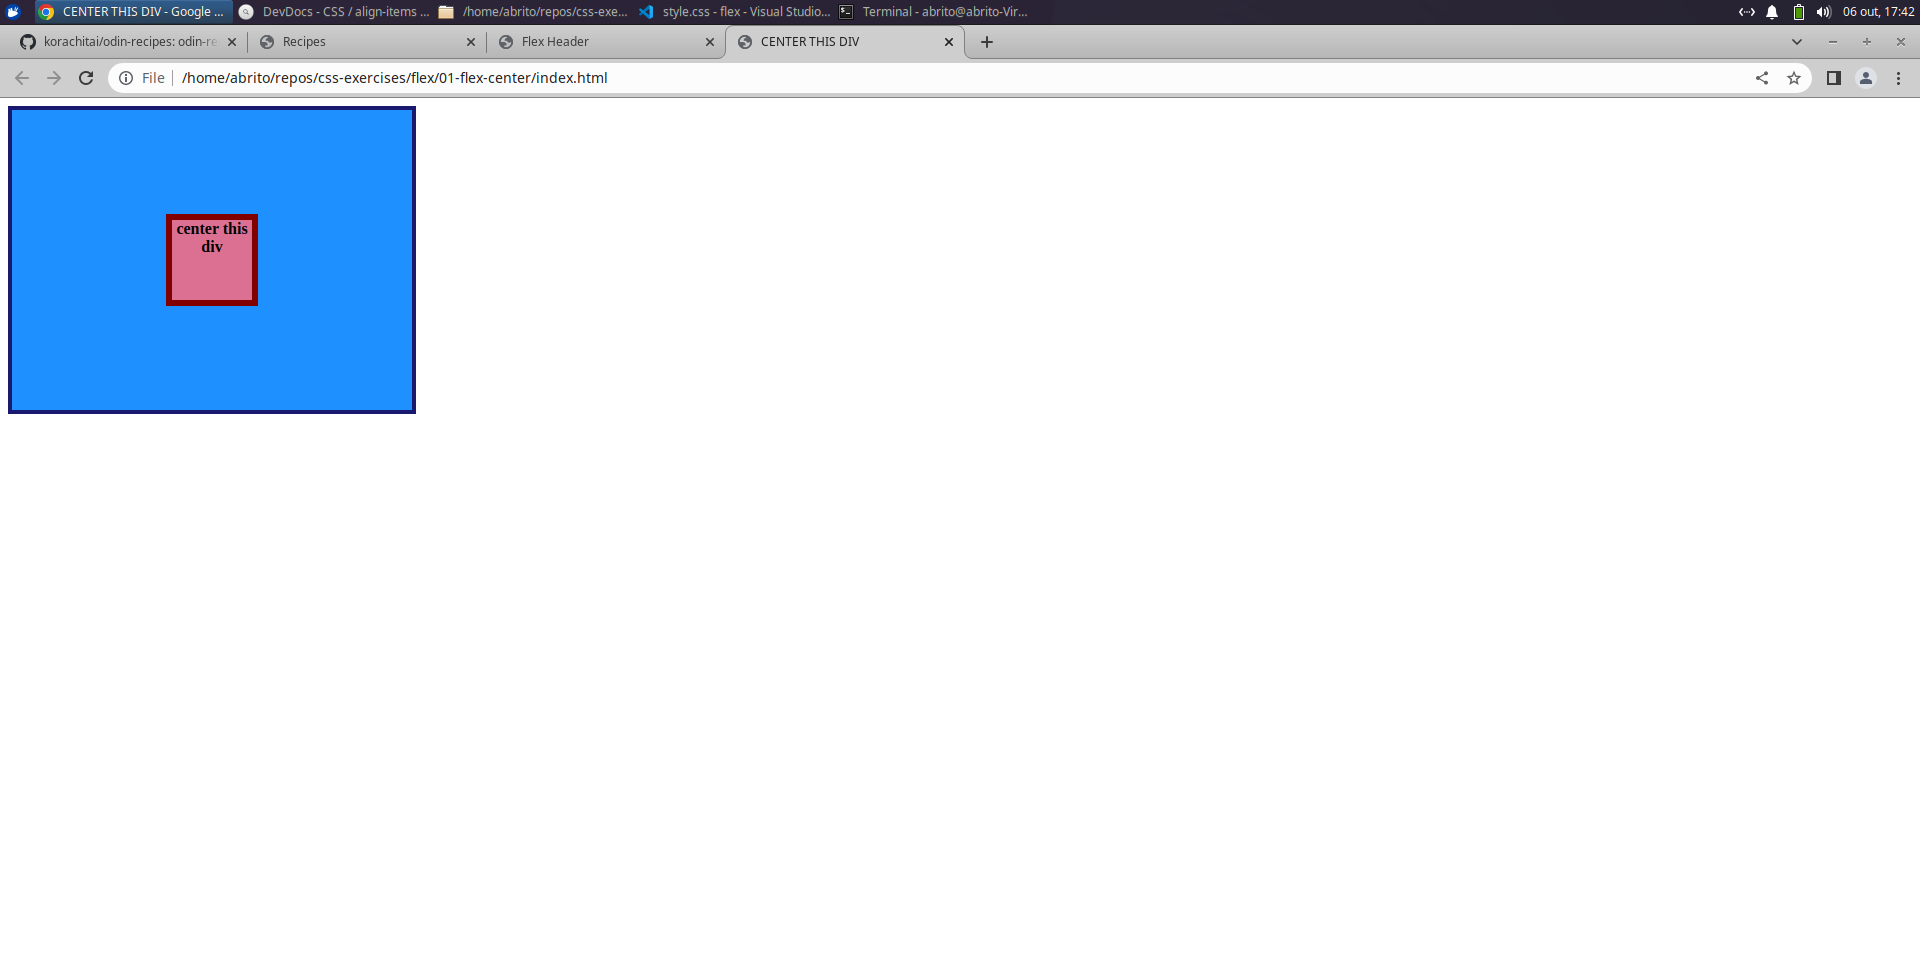 CENTER THIS DIV - Google ...
DevDocs - CSS / align-items ...
/home/abrito/repos/css-exe...
style.css - flex - Visual Studio...
Terminal - abrito@abrito-Vir...
06 out, 17:42
korachitai/odin-recipes: odin-re
Recipes
Flex Header
CENTER THIS DIV
File
/home/abrito/repos/css-exercises/flex/01-flex-center/index.html
center this
div